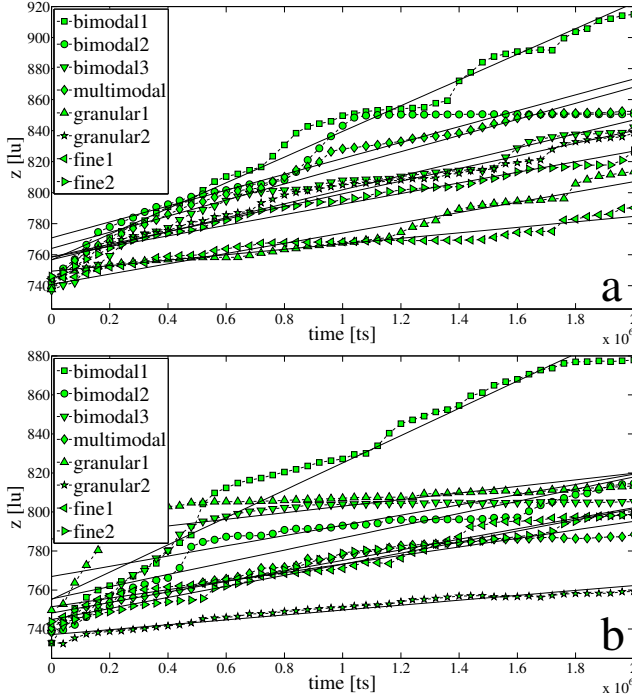 920
900
880
860
840
820
800
780
760
740
z [lu]
bimodal1
bimodal2
bimodal3
multimodal
granular1
granular2
fine1
fine2
a
0 0.2 0.4 0.6 0.8 1 1.2 1.4 1.6 1.8 2
time [ts]
x 10^6
880
860
840
820
800
780
760
740
z [lu]
bimodal1
bimodal2
bimodal3
multimodal
granular1
granular2
fine1
fine2
b
0 0.2 0.4 0.6 0.8 1 1.2 1.4 1.6 1.8 2
time [ts]
x 10^6